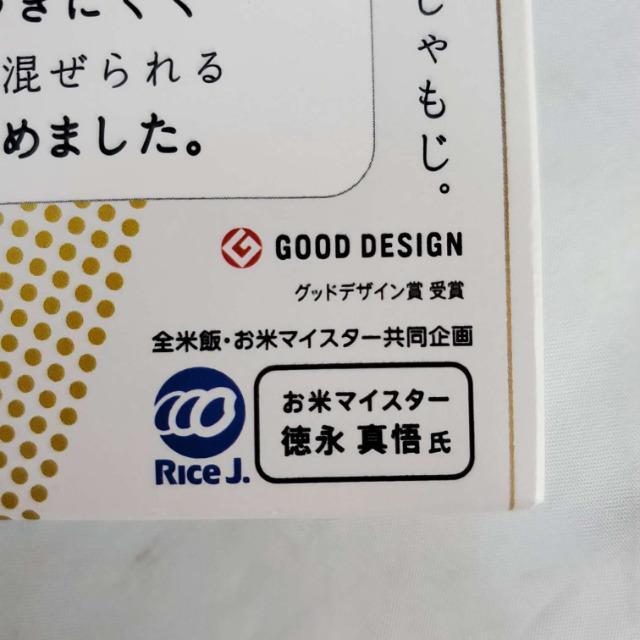 しゃもじ。
混ぜられる
めました。
GOOD DESIGN
グッドデザイン賞 受賞
全米飯・お米マイスター共同企画
Rice J.
お米マイスター
徳永 真悟 氏